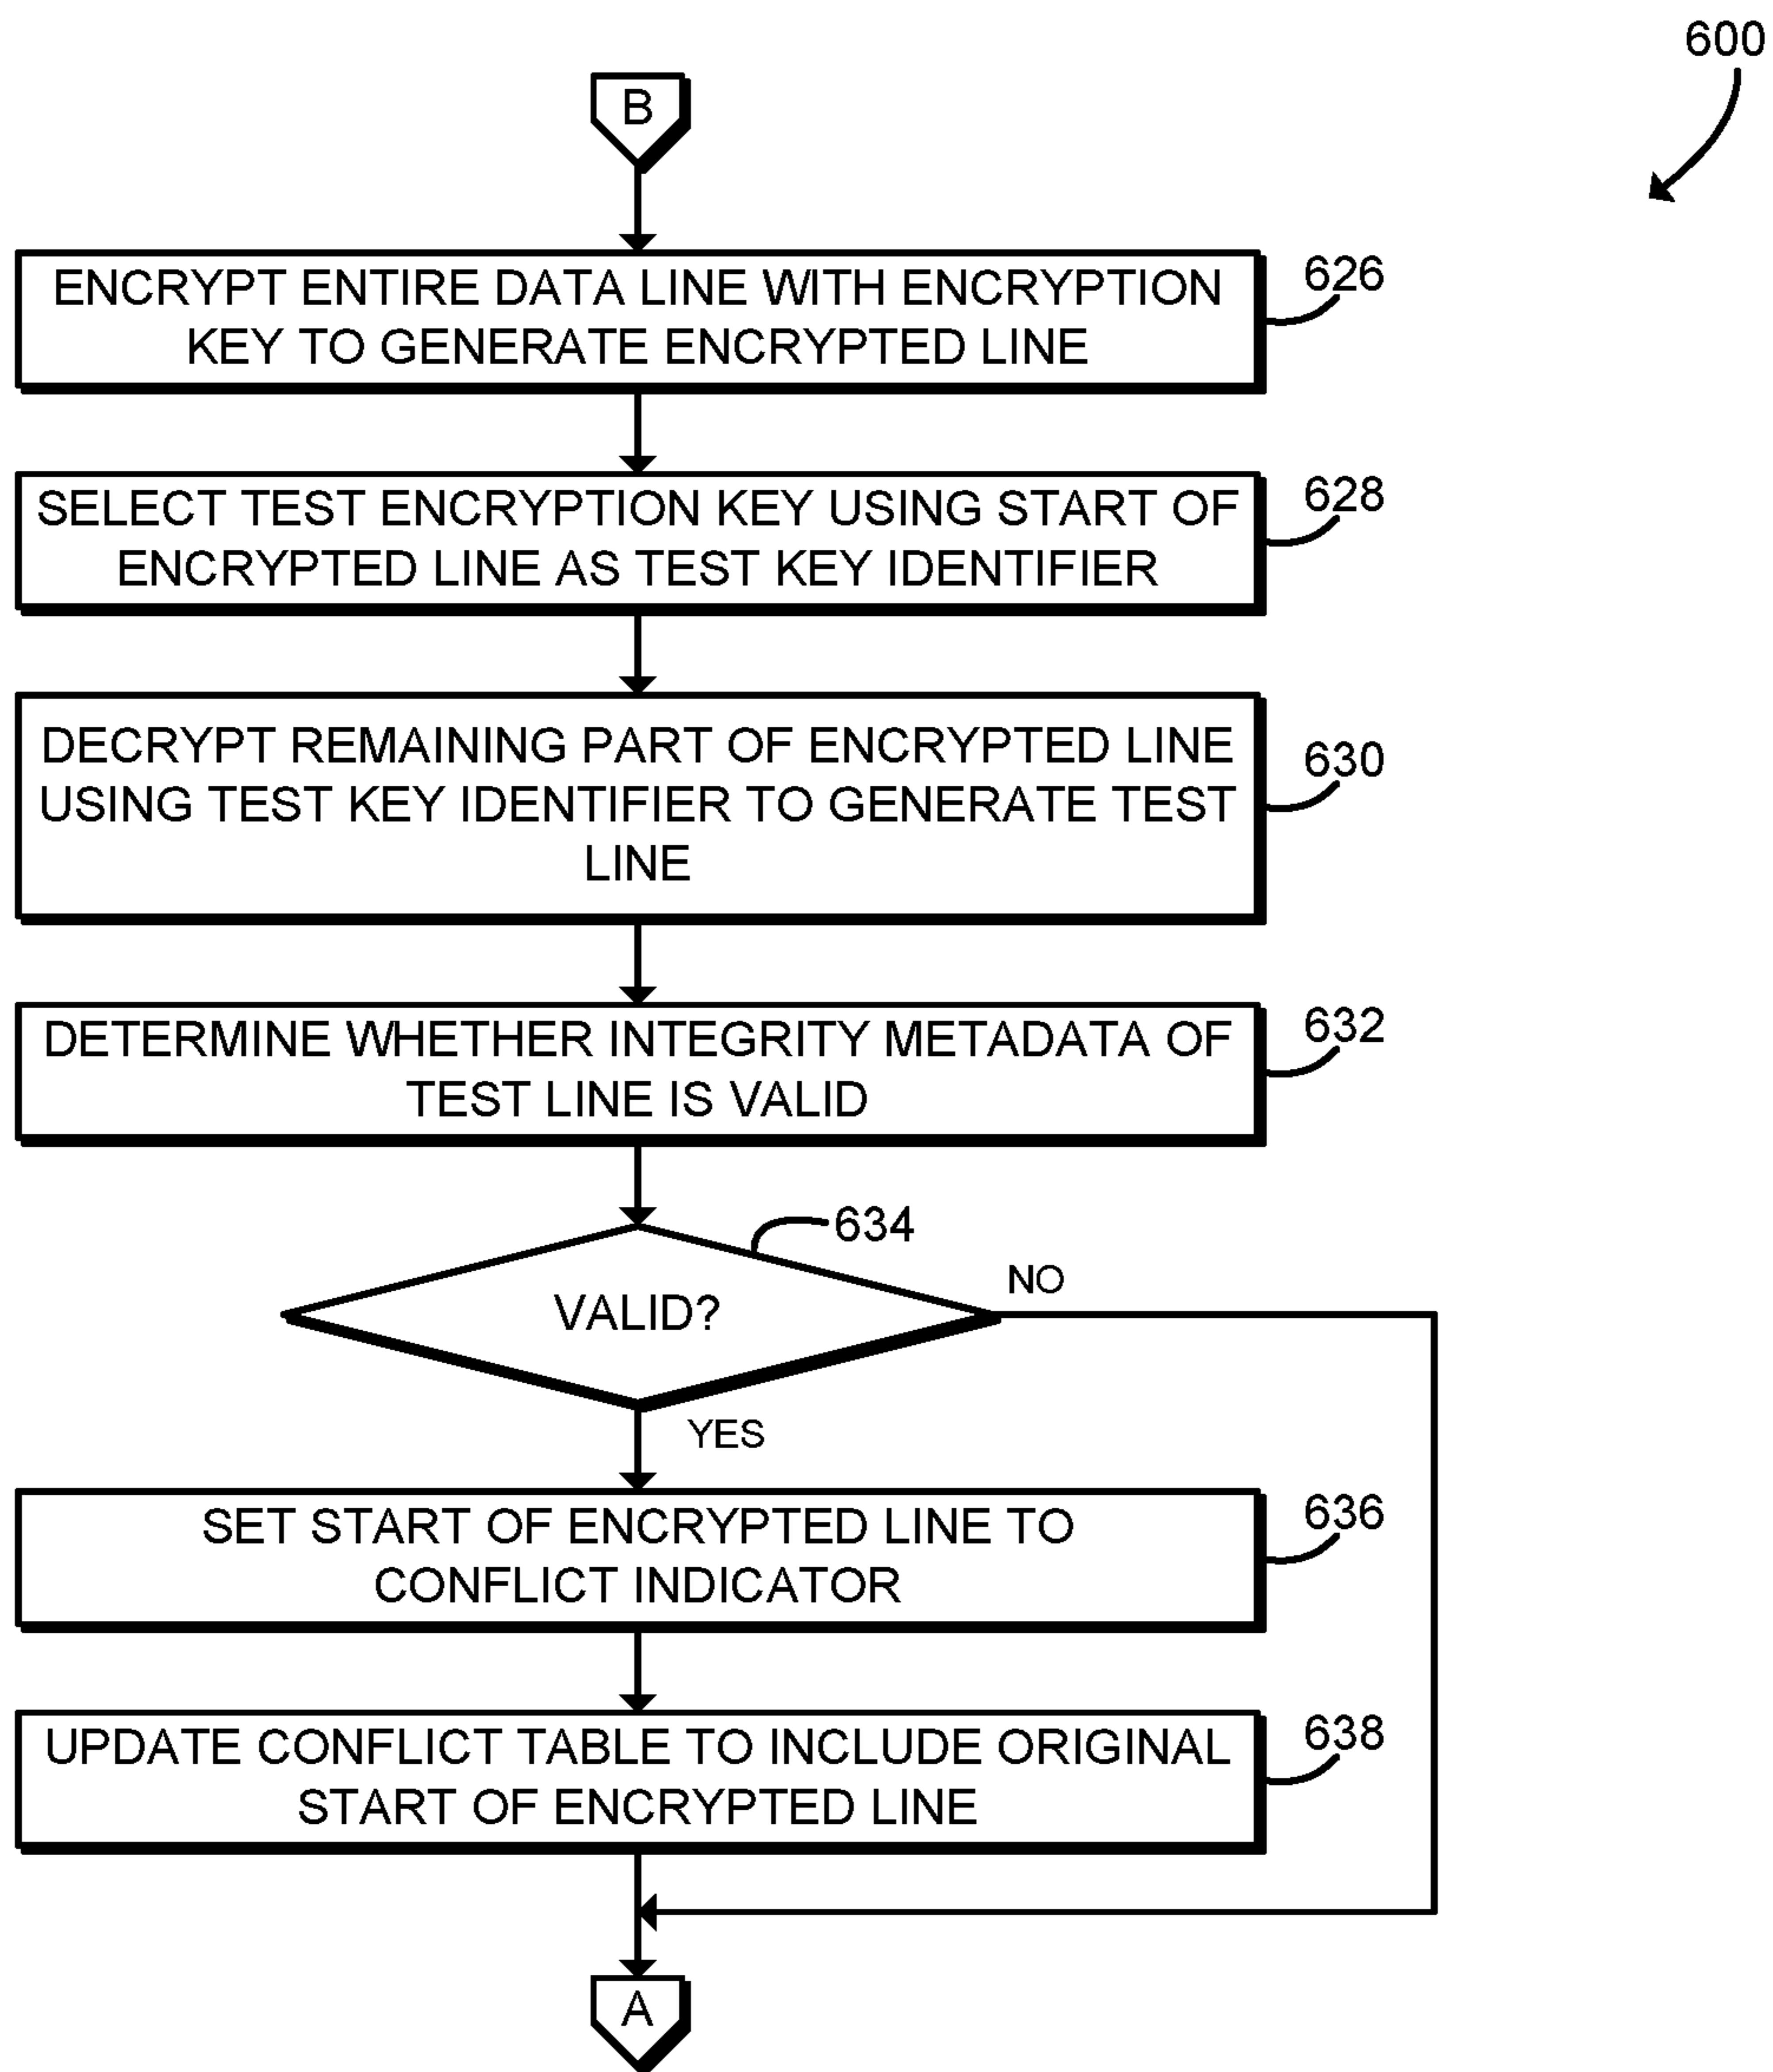 600
B
ENCRYPT ENTIRE DATA LINE WITH ENCRYPTION
KEY TO GENERATE ENCRYPTED LINE
626
SELECT TEST ENCRYPTION KEY USING START OF
ENCRYPTED LINE AS TEST KEY IDENTIFIER
628
DECRYPT REMAINING PART OF ENCRYPTED LINE
USING TEST KEY IDENTIFIER TO GENERATE TEST
LINE
630
DETERMINE WHETHER INTEGRITY METADATA OF
TEST LINE IS VALID
632
634
VALID?
NO
YES
SET START OF ENCRYPTED LINE TO
CONFLICT INDICATOR
636
UPDATE CONFLICT TABLE TO INCLUDE ORIGINAL
START OF ENCRYPTED LINE
638
A